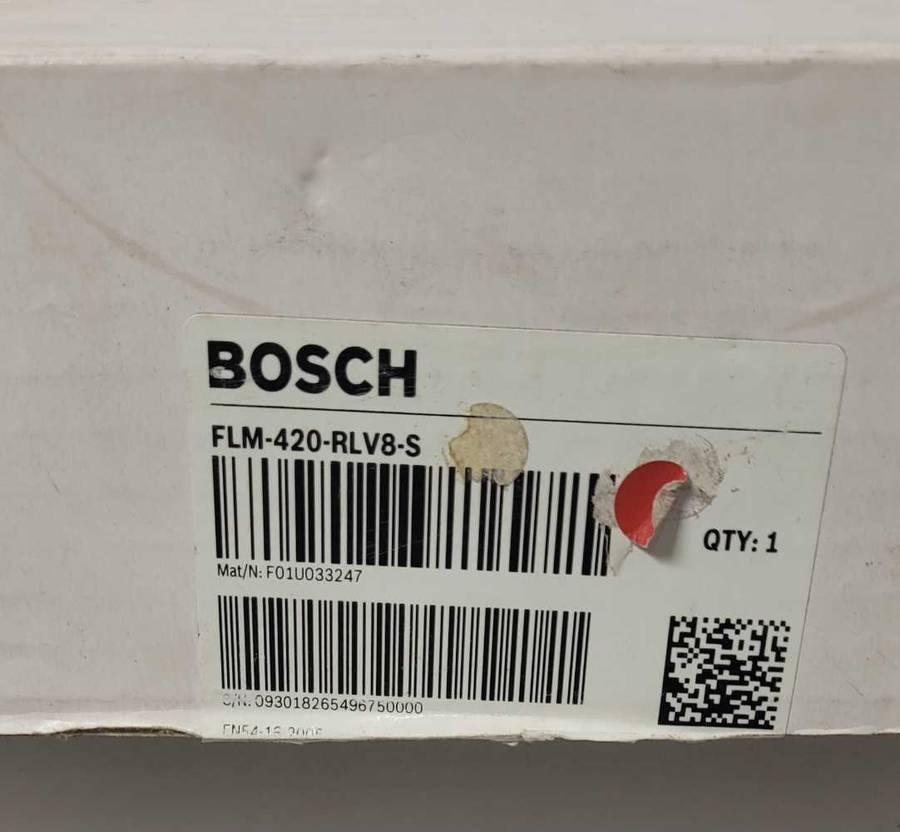 BOSCH
FLM-420-RLV8-S
QTY: 1
Mat/N: F01U033247
S/N: 093018265496750000